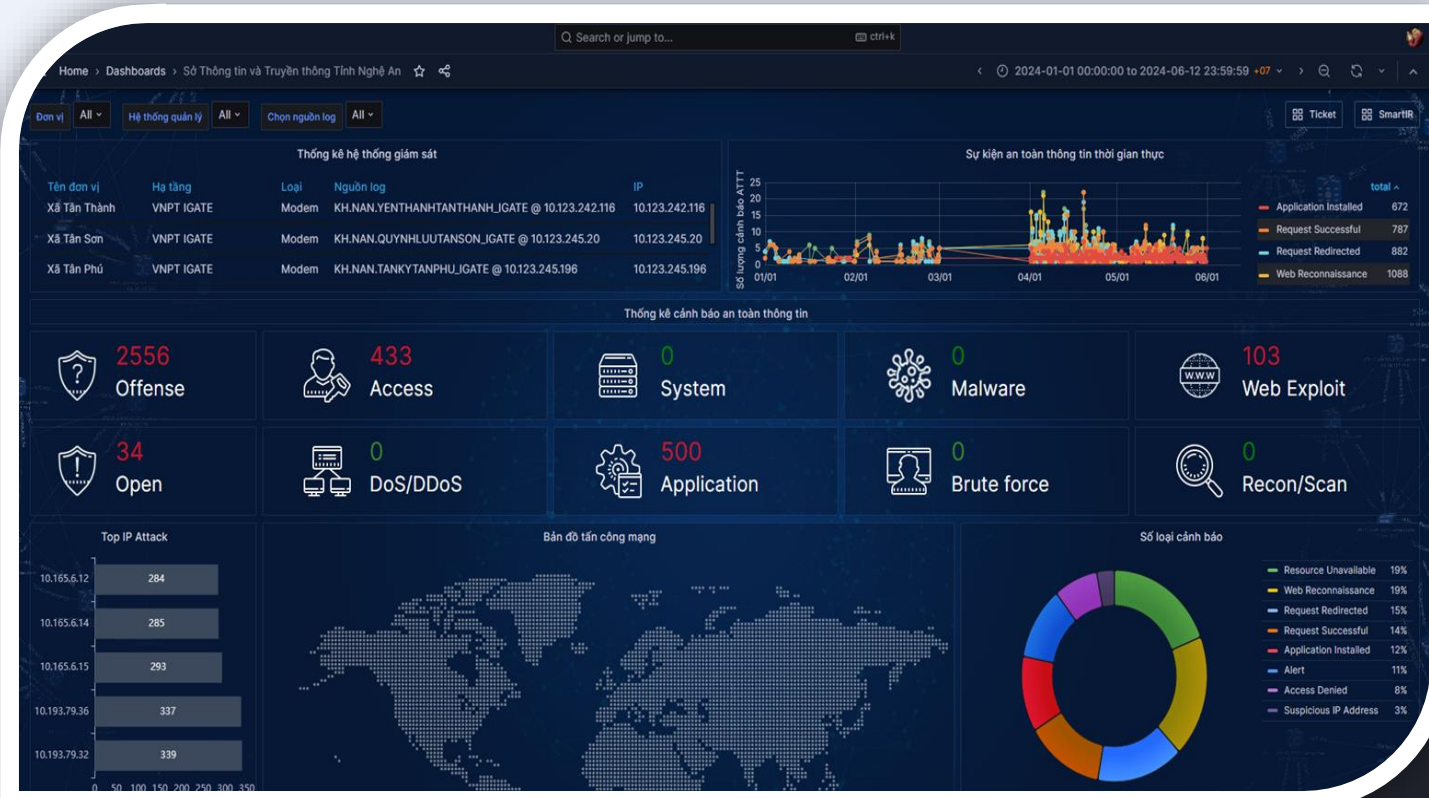 Search or jump to... ctrl+k
Home › Dashboards › Sở Thông tin và Truyền thông Tỉnh Nghệ An
2024-01-01 00:00:00 to 2024-06-12 23:59:59 +07
Đơn vị All Hệ thống quản lý All Chọn nguồn log All
Ticket SmartIR
Thống kê hệ thống giám sát
Tên đơn vị Hạ tầng Loại Nguồn log IP
Xã Tân Thành VNPT IGATE Modem KH.NAN.YENTHANHTANTHANH_IGATE @ 10.123.242.116 10.123.242.116
Xã Tân Sơn VNPT IGATE Modem KH.NAN.QUYNHLUUTANSON_IGATE @ 10.123.245.20 10.123.245.20
Xã Tân Phú VNPT IGATE Modem KH.NAN.TANKYTANPHU_IGATE @ 10.123.245.196 10.123.245.196
Sự kiện an toàn thông tin thời gian thực
Số lượng cảnh báo ATTT
25
20
15
10
5
0
01/01 02/01 03/01 04/01 05/01 06/01
total
Application Installed 672
Request Successful 787
Request Redirected 882
Web Reconnaissance 1088
Thống kê cảnh báo an toàn thông tin
2556
Offense
433
Access
0
System
0
Malware
WWW
103
Web Exploit
34
Open
0
DoS/DDoS
500
Application
0
Brute force
0
Recon/Scan
Top IP Attack
10.165.6.12 284
10.165.6.14 285
10.165.6.15 293
10.193.79.36 337
10.193.79.32 339
0 50 100 150 200 250 300 350
Bản đồ tấn công mạng
Số loại cảnh báo
Resource Unavailable 19%
Web Reconnaissance 19%
Request Redirected 15%
Request Successful 14%
Application Installed 12%
Alert 11%
Access Denied 8%
Suspicious IP Address 3%